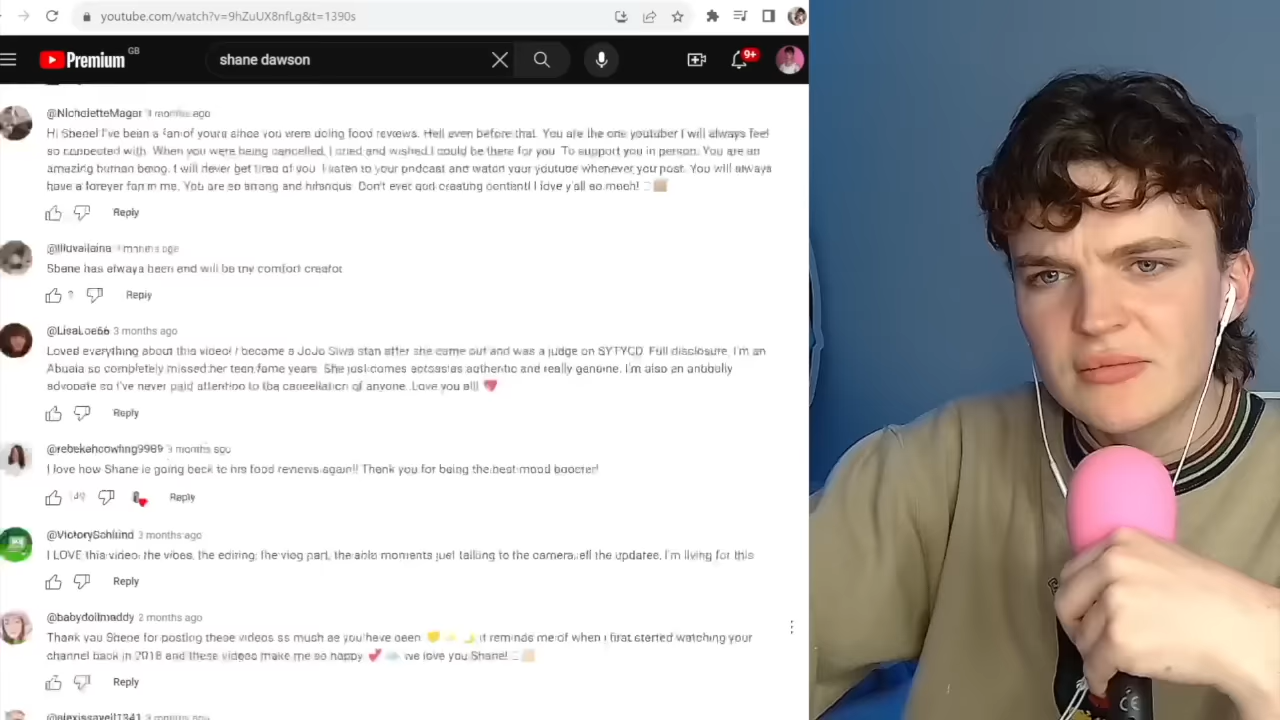 youtube.com/watch?v=9hZuUX8nfLg&t=1390s
Premium GB
shane dawson
9+
months ago
Hi Shane! I've been a fan of yours since you were doing food reviews. Hell even before that. You are the one youtuber I will always feel
so connected with. When you were being cancelled, I cried and wished I could be there for you. To support you in person. You are an
amazing human being. I will never get tired of you. I listen to your podcast and watch your youtube whenever you post. You will always
have a forever fan in me. You are so strong and hilarious. Don't ever end creating content! I love y'all so much!
Reply
months ago
Shane has always been and will be my comfort creator
Reply
3 months ago
Loved everything about this video! I became a JoJo Siwa stan after she came out and was a judge on SYTYCD. Full disclosure, I'm an
so completely missed her teen fame years. She just comes across as authentic and really genuine. I'm also an
advocate so I've never paid attention to the cancellation of anyone. Love you all! ❤️
Reply
3 months ago
I love how Shane is going back to his food reviews again!! Thank you for being the best mood booster!
Reply
3 months ago
I LOVE this video the vibes, the editing, the vlog part, the moments just talking to the camera, all the updates, I'm living for this
Reply
@babydollmaddy 2 months ago
Thank you Shane for posting these videos as much as you have been 💛 it reminds me of when I first started watching your
channel back in 2018 and these videos make me so happy 💕 we love you Shane!
Reply
3 months ago
CE